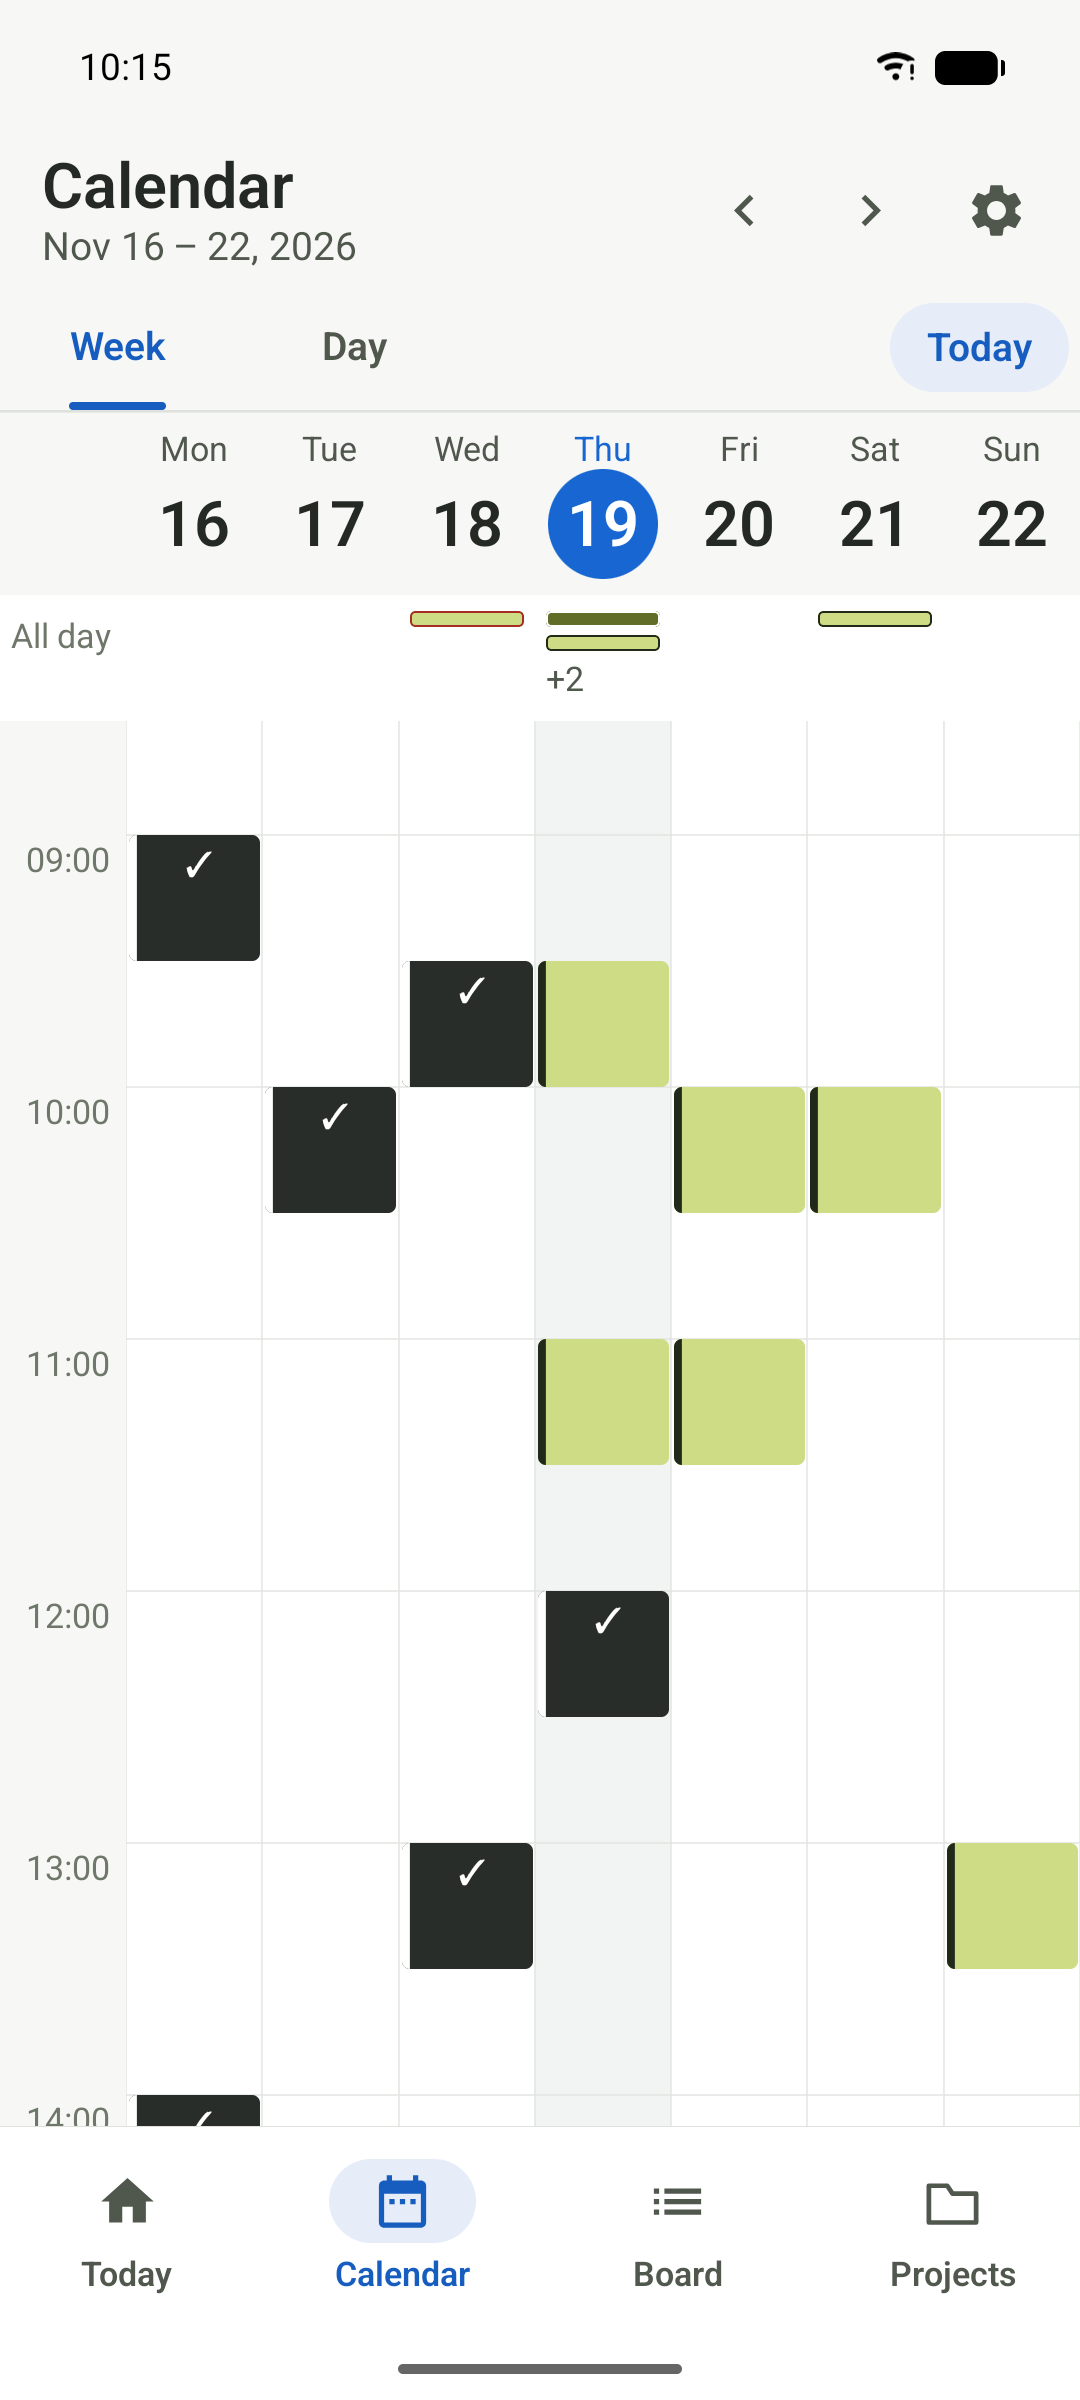 10:15
Calendar
Nov 16 – 22, 2026
Week Day Today
Mon Tue Wed Thu Fri Sat Sun
16 17 18 19 20 21 22
All day
+2
09:00 ✓
✓
10:00 ✓
11:00
12:00 ✓
13:00 ✓
14:00 ✓
Today Calendar Board Projects